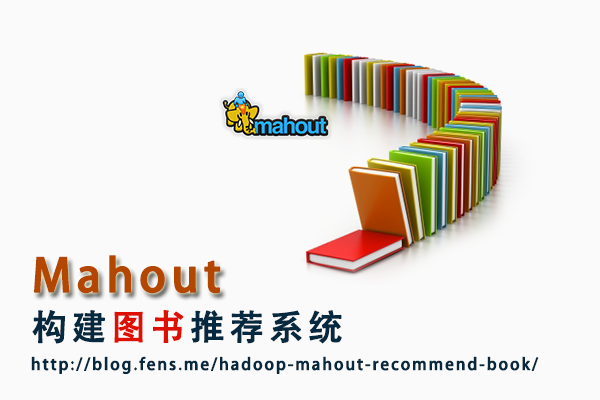 mahout
Mahout
构建图书推荐系统
http://blog.fens.me/hadoop-mahout-recommend-book/